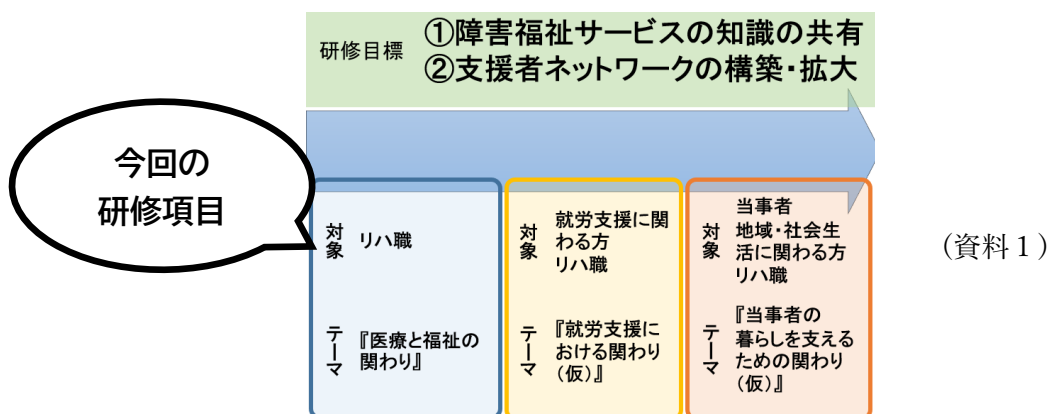 研修目標
①障害福祉サービスの知識の共有
②支援者ネットワークの構築・拡大
今回の
研修項目
対象
リハ職
テーマ
『医療と福祉の
関わり』
対象
就労支援に関
わる方
リハ職
テーマ
『就労支援に
おける関わり
(仮)』
対象
当事者
地域・社会生
活に関わる方
リハ職
テーマ
『当事者の
暮らしを支える
ための関わり
(仮)』
（資料１）